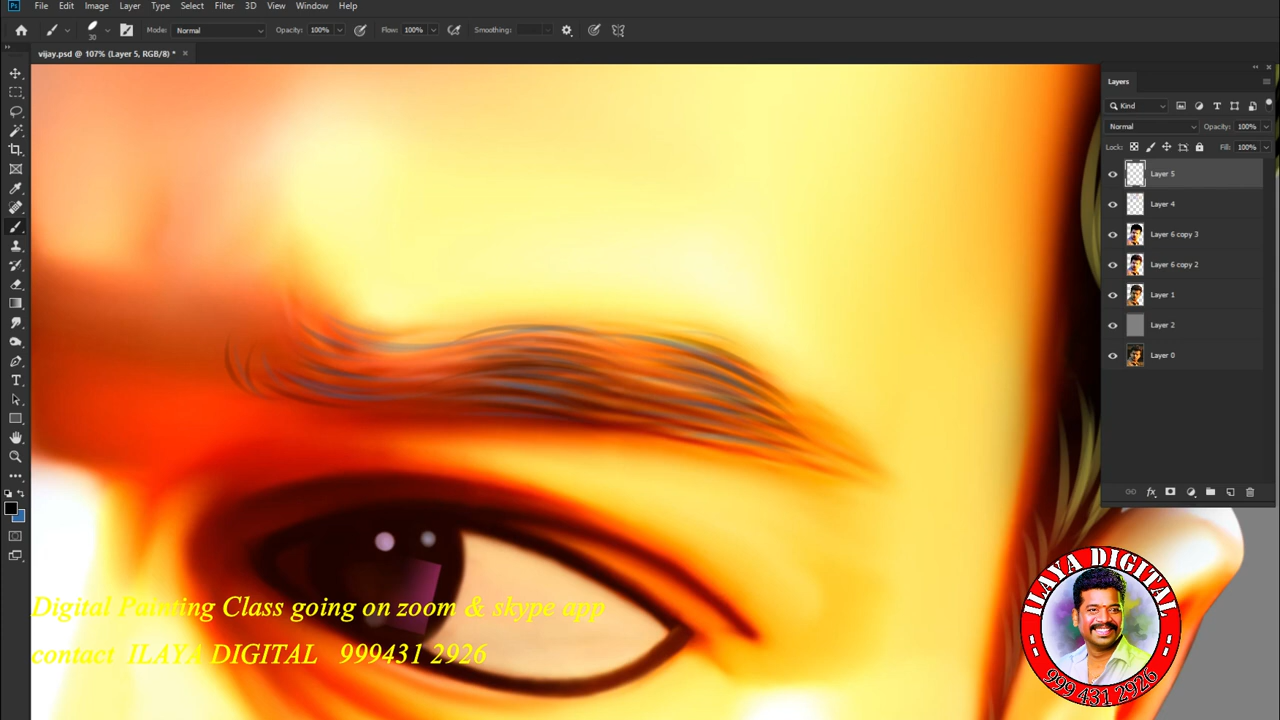 File Edit Image Layer Type Select Filter 3D View Window Help
30 Mode: Normal Opacity: 100% Flow: 100% Smoothing:
vijay.psd @ 107% (Layer 5, RGB/8) *
Layers
Kind
Normal Opacity: 100%
Lock: Fill: 100%
Layer 5
Layer 4
Layer 6 copy 3
Layer 6 copy 2
Layer 1
Layer 2
Layer 0
Digital Painting Class going on zoom & skype app
contact ILAYA DIGITAL 999431 2926
ILAYA DIGITAL
999 431 2926